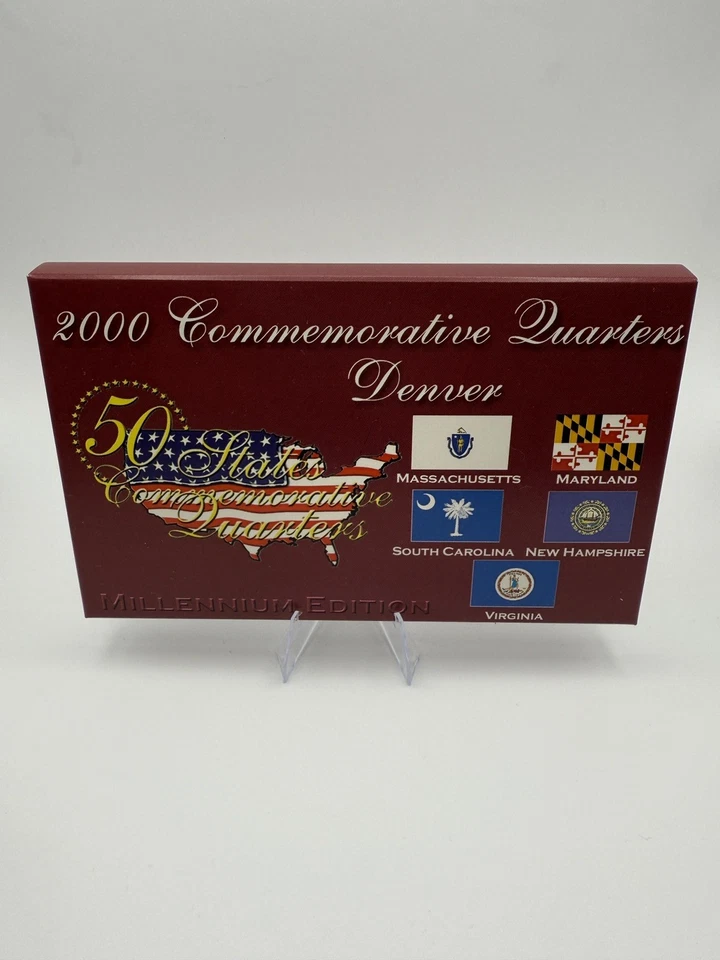 2000 Commemorative Quarters
Denver
50 States
Commemorative
Quarters
MASSACHUSETTS
MARYLAND
SOUTH CAROLINA
NEW HAMPSHIRE
VIRGINIA
MILLENNIUM EDITION